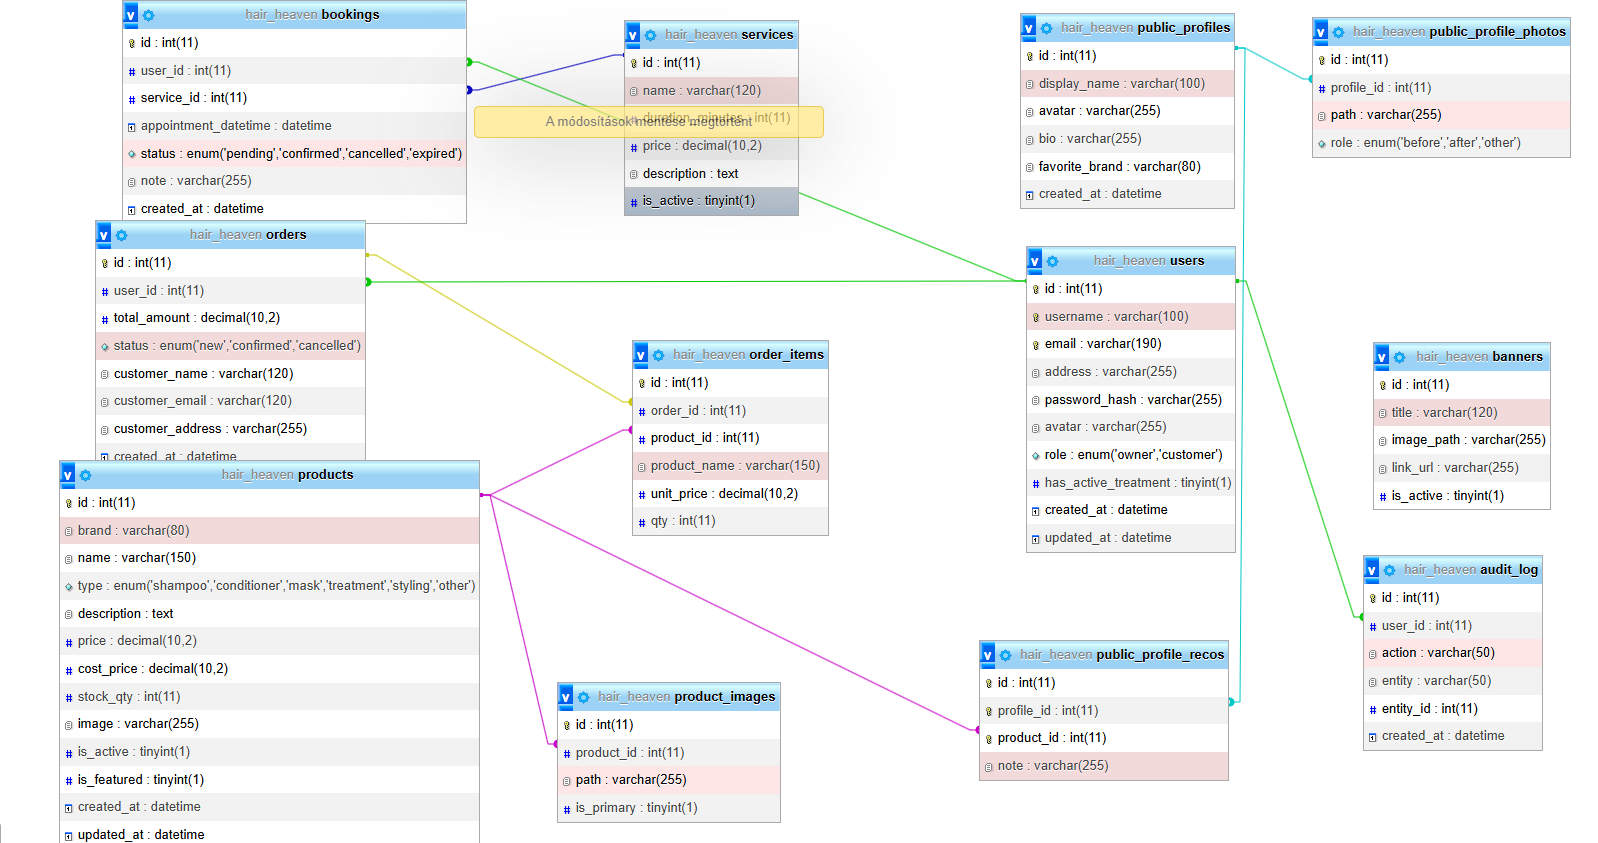 hair_heaven bookings
id : int(11)
user_id : int(11)
service_id : int(11)
appointment_datetime : datetime
status : enum('pending','confirmed','cancelled','expired')
note : varchar(255)
created_at : datetime
hair_heaven services
id : int(11)
name : varchar(120)
duration_minutes : int(11)
A módosítások mentése megtörtént
price : decimal(10,2)
description : text
is_active : tinyint(1)
hair_heaven public_profiles
id : int(11)
display_name : varchar(100)
avatar : varchar(255)
bio : varchar(255)
favorite_brand : varchar(80)
created_at : datetime
hair_heaven public_profile_photos
id : int(11)
profile_id : int(11)
path : varchar(255)
role : enum('before','after','other')
hair_heaven orders
id : int(11)
user_id : int(11)
total_amount : decimal(10,2)
status : enum('new','confirmed','cancelled')
customer_name : varchar(120)
customer_email : varchar(120)
customer_address : varchar(255)
created_at : datetime
hair_heaven users
id : int(11)
username : varchar(100)
email : varchar(190)
address : varchar(255)
password_hash : varchar(255)
avatar : varchar(255)
role : enum('owner','customer')
has_active_treatment : tinyint(1)
created_at : datetime
updated_at : datetime
hair_heaven order_items
id : int(11)
order_id : int(11)
product_id : int(11)
product_name : varchar(150)
unit_price : decimal(10,2)
qty : int(11)
hair_heaven banners
id : int(11)
title : varchar(120)
image_path : varchar(255)
link_url : varchar(255)
is_active : tinyint(1)
hair_heaven products
id : int(11)
brand : varchar(80)
name : varchar(150)
type : enum('shampoo','conditioner','mask','treatment','styling','other')
description : text
price : decimal(10,2)
cost_price : decimal(10,2)
stock_qty : int(11)
image : varchar(255)
is_active : tinyint(1)
is_featured : tinyint(1)
created_at : datetime
updated_at : datetime
hair_heaven product_images
id : int(11)
product_id : int(11)
path : varchar(255)
is_primary : tinyint(1)
hair_heaven public_profile_recos
id : int(11)
profile_id : int(11)
product_id : int(11)
note : varchar(255)
hair_heaven audit_log
id : int(11)
user_id : int(11)
action : varchar(50)
entity : varchar(50)
entity_id : int(11)
created_at : datetime